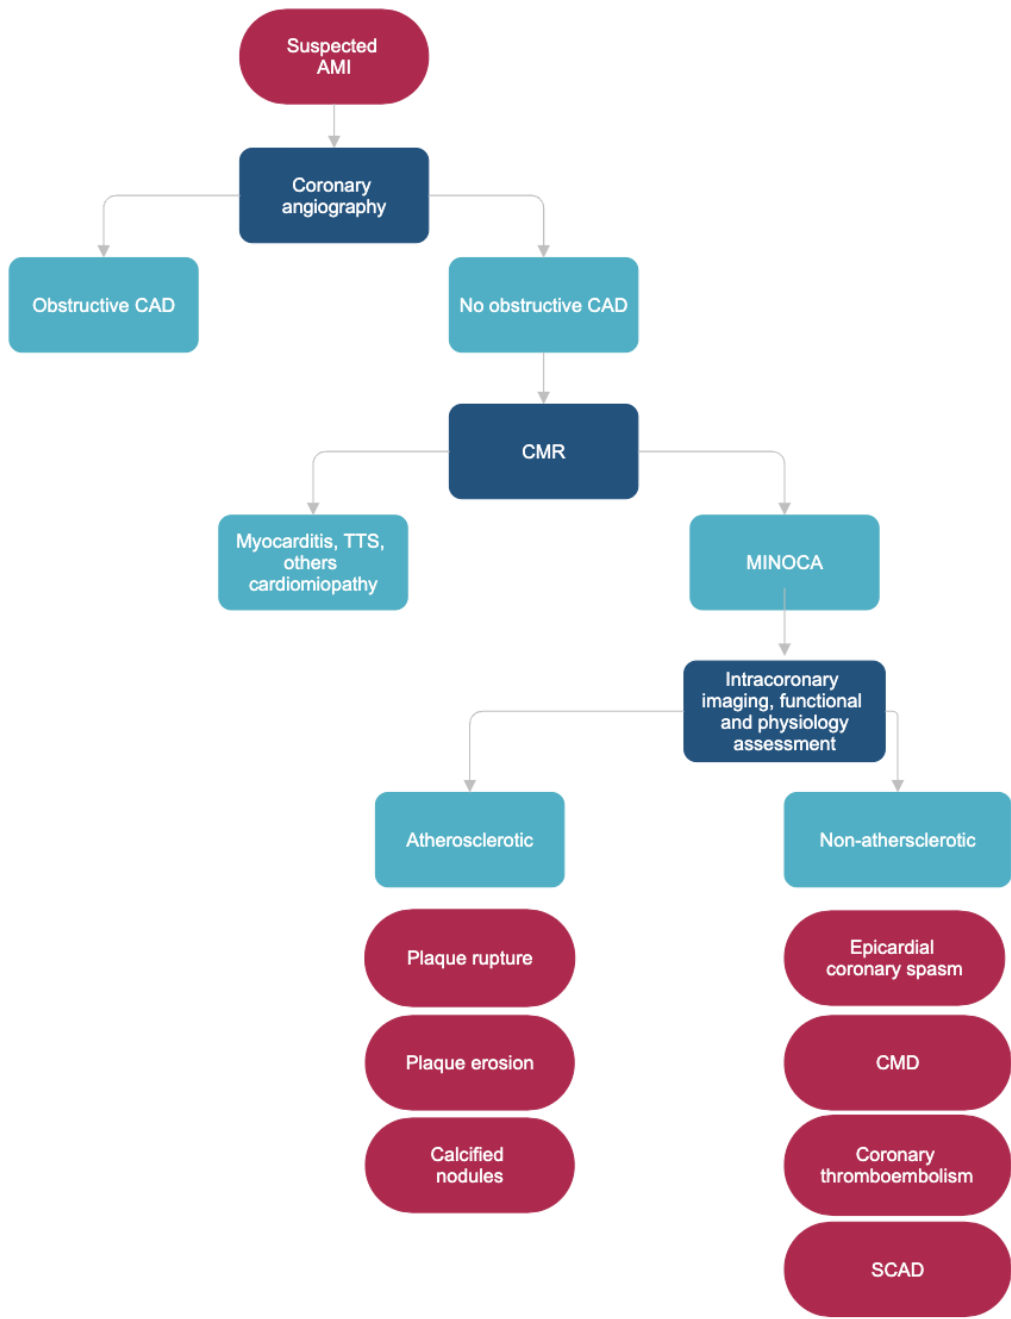 Suspected
AMI
Coronary
angiography
Obstructive CAD
No obstructive CAD
CMR
Myocarditis, TTS,
others
cardiomiopathy
MINOCA
Intracoronary
imaging, functional
and physiology
assessment
Atherosclerotic
Non-athersclerotic
Plaque rupture
Epicardial
coronary spasm
Plaque erosion
CMD
Calcified
nodules
Coronary
thromboembolism
SCAD